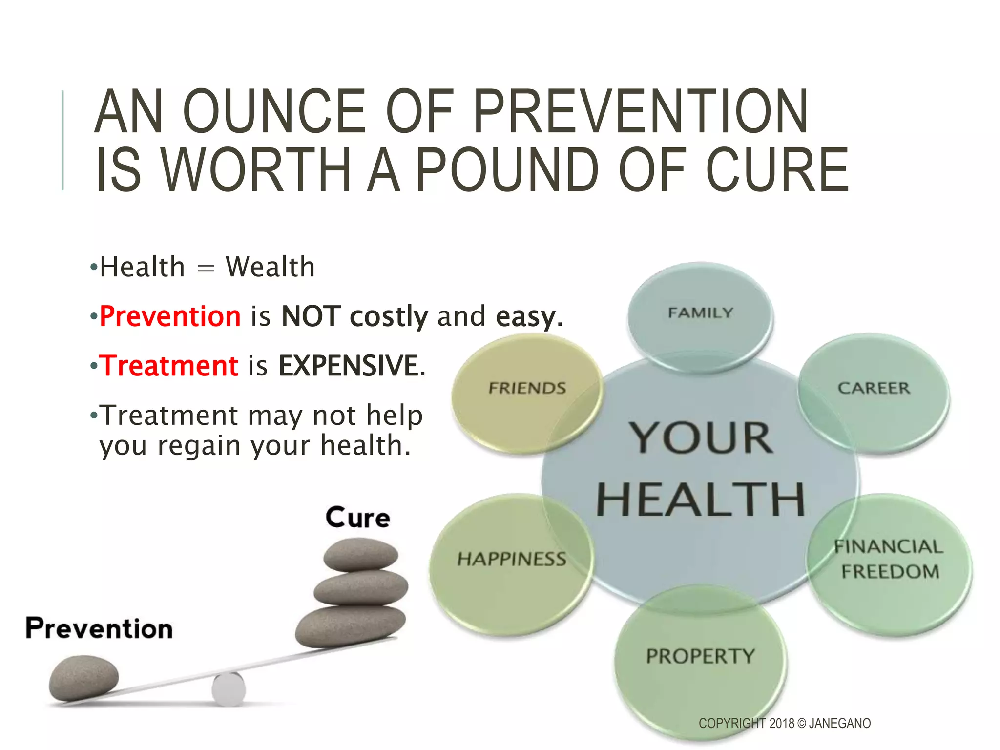 AN OUNCE OF PREVENTION
IS WORTH A POUND OF CURE
•Health = Wealth
•Prevention is NOT costly and easy.
•Treatment is EXPENSIVE.
•Treatment may not help
you regain your health.
Cure
Prevention
FAMILY
FRIENDS
CAREER
YOUR
HEALTH
HAPPINESS
FINANCIAL
FREEDOM
PROPERTY
COPYRIGHT 2018 © JANEGANO